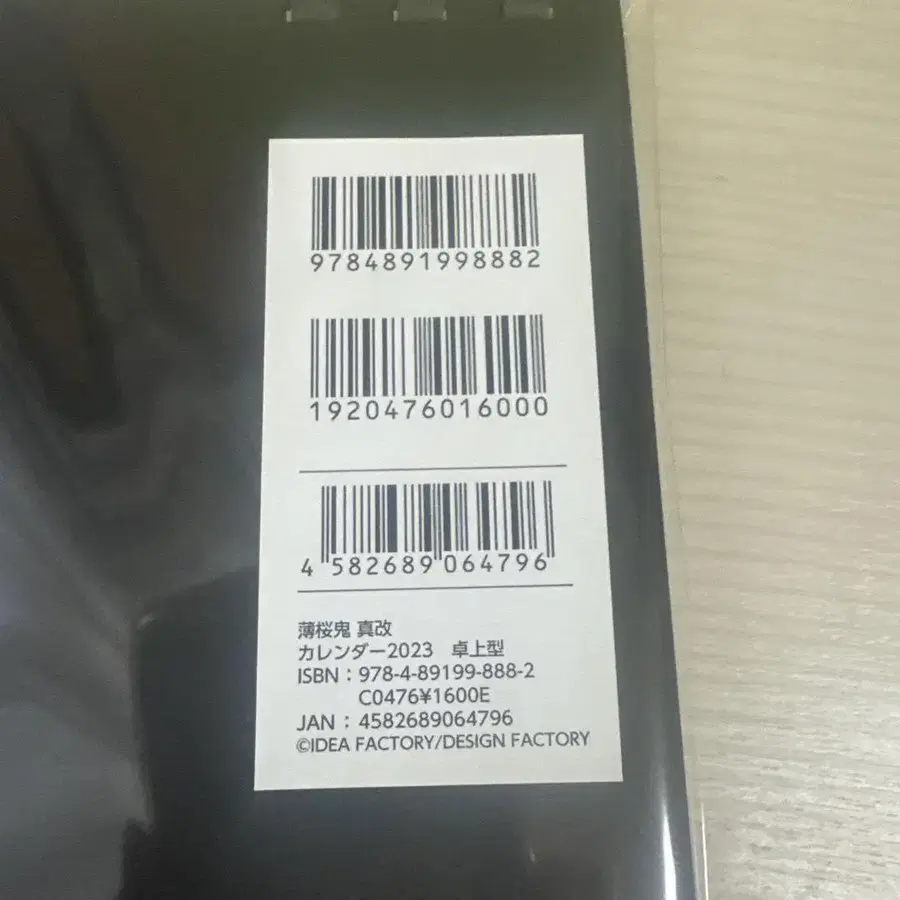 9784891998882
1920476016000
4 582689 064796
薄桜鬼 真改
カレンダー2023 卓上型
ISBN：978-4-89199-888-2
C0476¥1600E
JAN：4582689064796
©IDEA FACTORY/DESIGN FACTORY